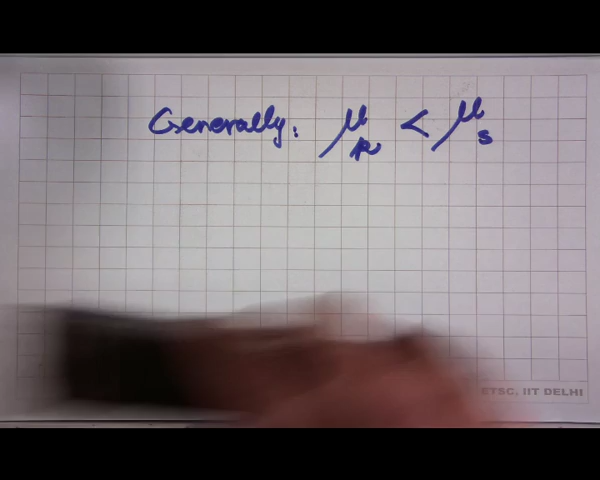 Generally: μₖ < μₛ
ETSC, IIT DELHI